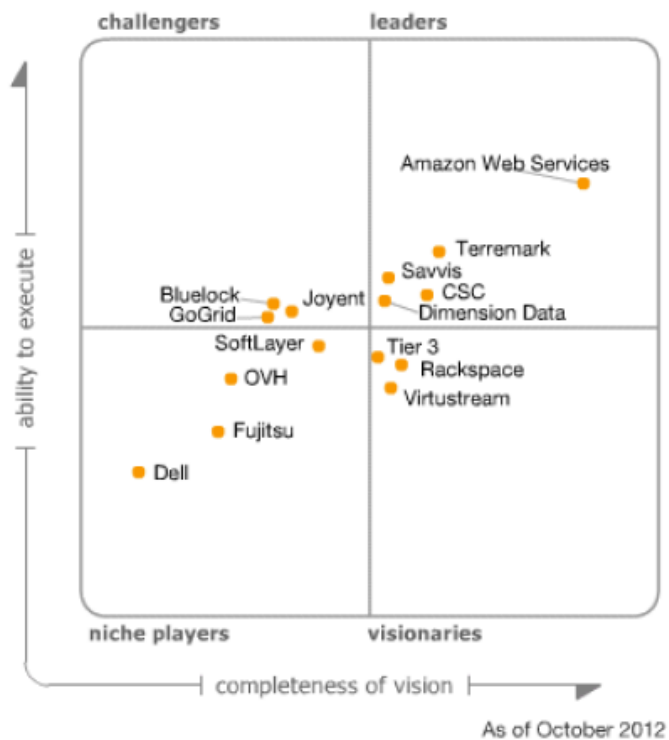 challengers
leaders
Amazon Web Services
Terremark
Savvis
Bluelock
Joyent
CSC
GoGrid
Dimension Data
SoftLayer
Tier 3
Rackspace
OVH
Virtustream
Fujitsu
Dell
ability to execute
niche players
visionaries
completeness of vision
As of October 2012